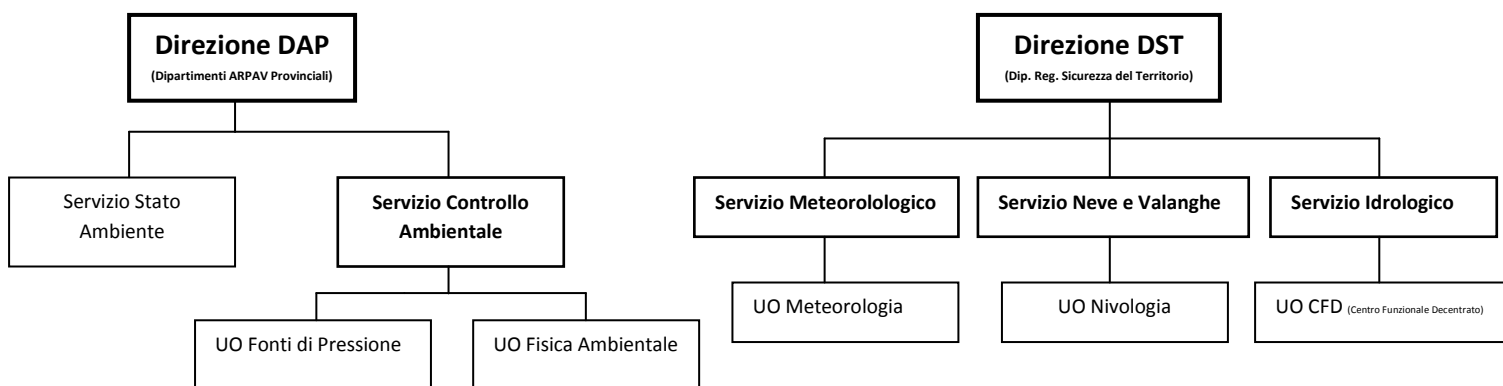 Direzione DAP
(Dipartimenti ARPAV Provinciali)
Direzione DST
(Dip. Reg. Sicurezza del Territorio)
Servizio Stato
Ambiente
Servizio Controllo
Ambientale
Servizio Meteorolologico
Servizio Neve e Valanghe
Servizio Idrologico
UO Fonti di Pressione
UO Fisica Ambientale
UO Meteorologia
UO Nivologia
UO CFD (Centro Funzionale Decentrato)